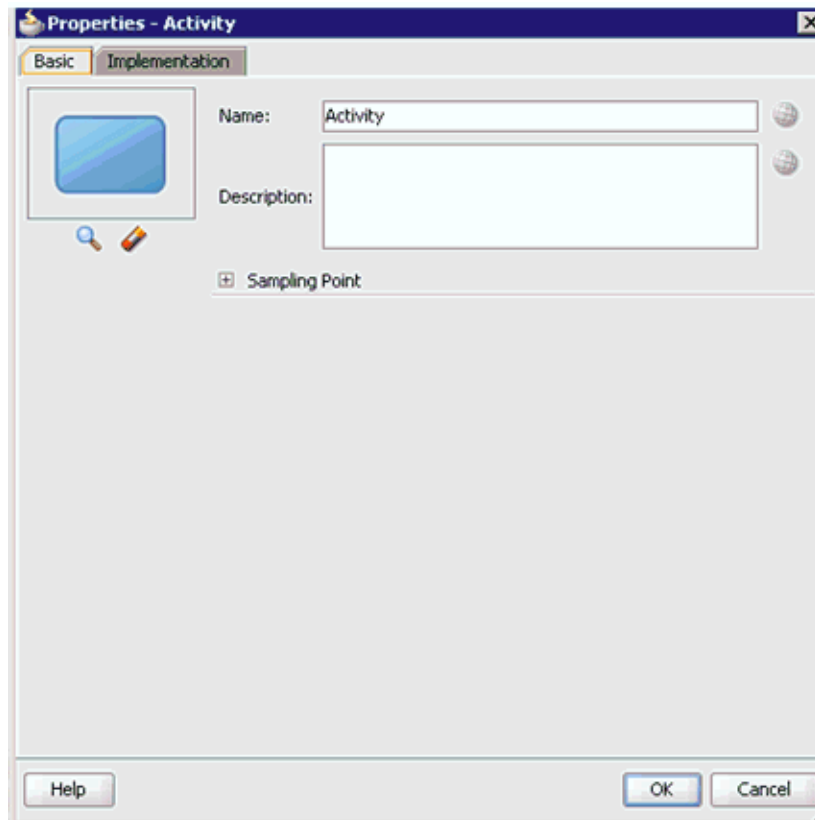 Properties - Activity
Basic
Implementation
Name:
Activity
Description:
Sampling Point
Help
OK
Cancel